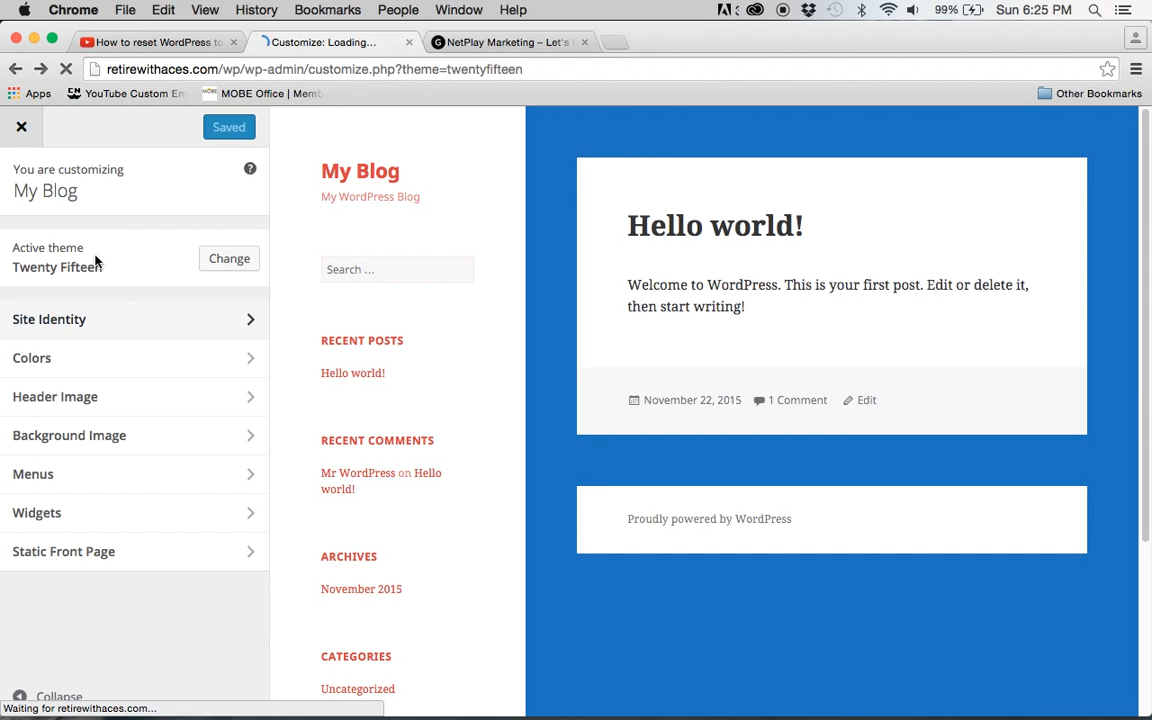 Chrome File Edit View History Bookmarks People Window Help 99% Sun 6:25 PM
How to reset WordPress to
Customize: Loading...
NetPlay Marketing – Let's G
retirewithaces.com/wp/wp-admin/customize.php?theme=twentyfifteen
Apps
YouTube Custom Em
MOBE Office | Memb
Other Bookmarks
Saved
You are customizing
My Blog
Active theme
Twenty Fifteen
Change
Site Identity
Colors
Header Image
Background Image
Menus
Widgets
Static Front Page
Collapse
Waiting for retirewithaces.com...
My Blog
My WordPress Blog
Search ...
RECENT POSTS
Hello world!
RECENT COMMENTS
Mr WordPress on Hello
world!
ARCHIVES
November 2015
CATEGORIES
Uncategorized
Hello world!
Welcome to WordPress. This is your first post. Edit or delete it,
then start writing!
November 22, 2015 1 Comment Edit
Proudly powered by WordPress